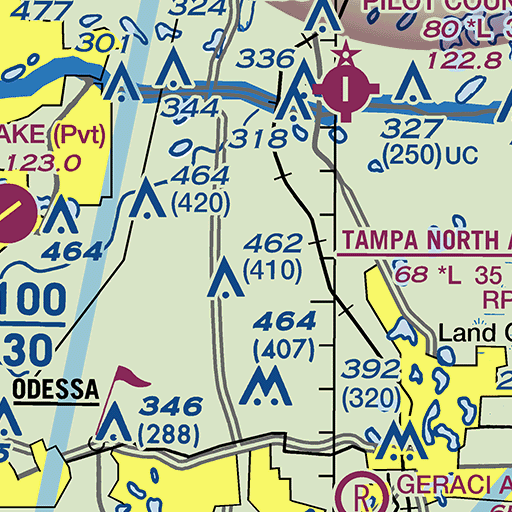 477
324
PILOT COUN
30.1
336
80 *L 3
122.8
344
318
327
(250) UC
AKE (Pvt)
123.0
464
(420)
464
462
(410)
TAMPA NORTH A
68 *L 35
RP
100
30
464
(407)
Land O
392
(320)
ODESSA
346
(288)
R
GERACI A